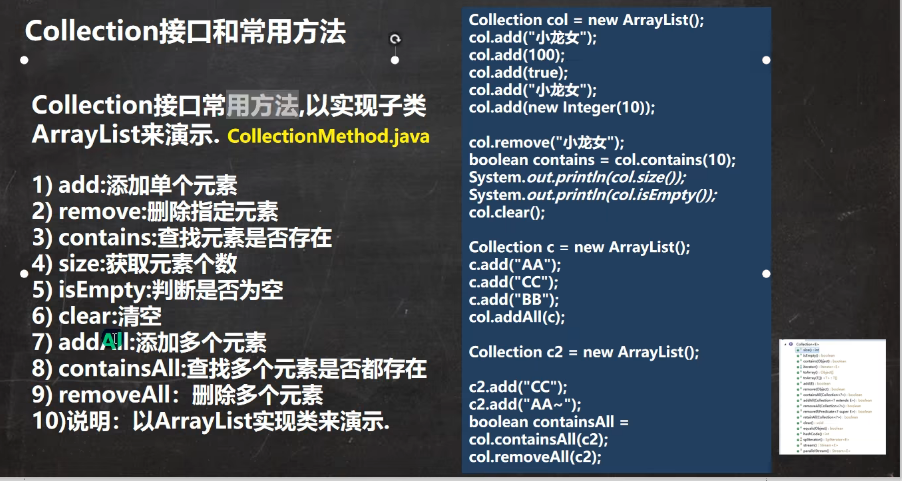 Collection接口和常用方法
Collection接口常用方法,以实现子类
ArrayList来演示. CollectionMethod.java
1) add:添加单个元素
2) remove:删除指定元素
3) contains:查找元素是否存在
4) size:获取元素个数
5) isEmpty:判断是否为空
6) clear:清空
7) addAll:添加多个元素
8) containsAll:查找多个元素是否都存在
9) removeAll：删除多个元素
10)说明：以ArrayList实现类来演示.
Collection col = new ArrayList();
col.add("小龙女");
col.add(100);
col.add(true);
col.add("小龙女");
col.add(new Integer(10));
col.remove("小龙女");
boolean contains = col.contains(10);
System.out.println(col.size());
System.out.println(col.isEmpty());
col.clear();
Collection c = new ArrayList();
c.add("AA");
c.add("CC");
c.add("BB");
col.addAll(c);
Collection c2 = new ArrayList();
c2.add("CC");
c2.add("AA~");
boolean containsAll =
col.containsAll(c2);
col.removeAll(c2);